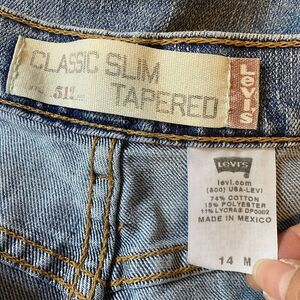 CLASSIC SLIM
TAPERED
Levi's
Levi's
levi.com
(800) USA-LEVI
74% COTTON
15% POLYESTER
11% LYCRA® DP0002
MADE IN MEXICO
14 M